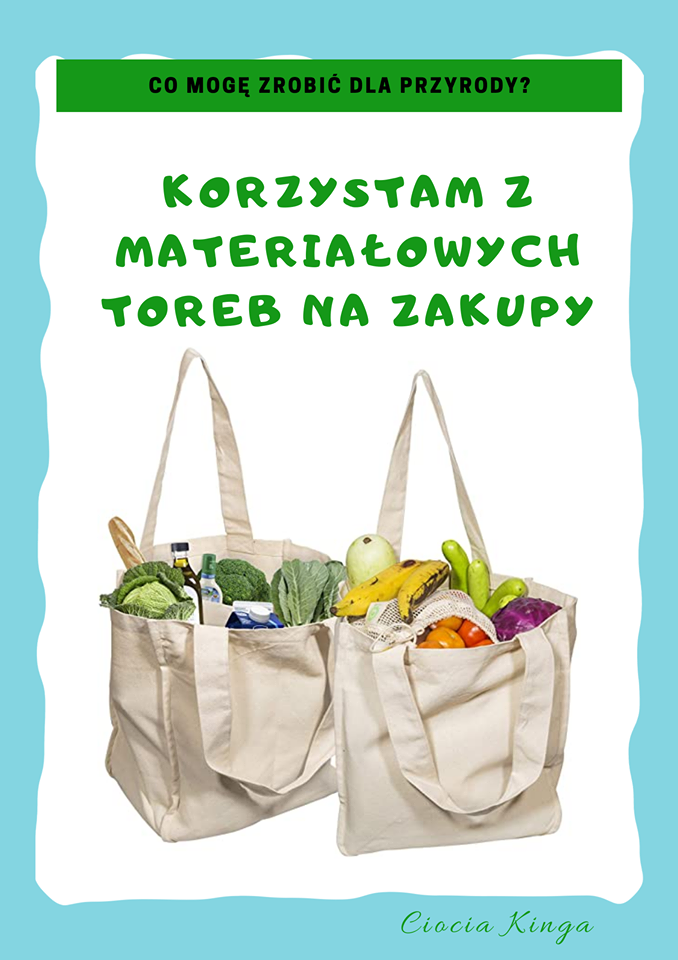 CO MOGĘ ZROBIĆ DLA PRZYRODY?
KORZYSTAM Z
MATERIAŁOWYCH
TOREB NA ZAKUPY
Ciocia Kinga